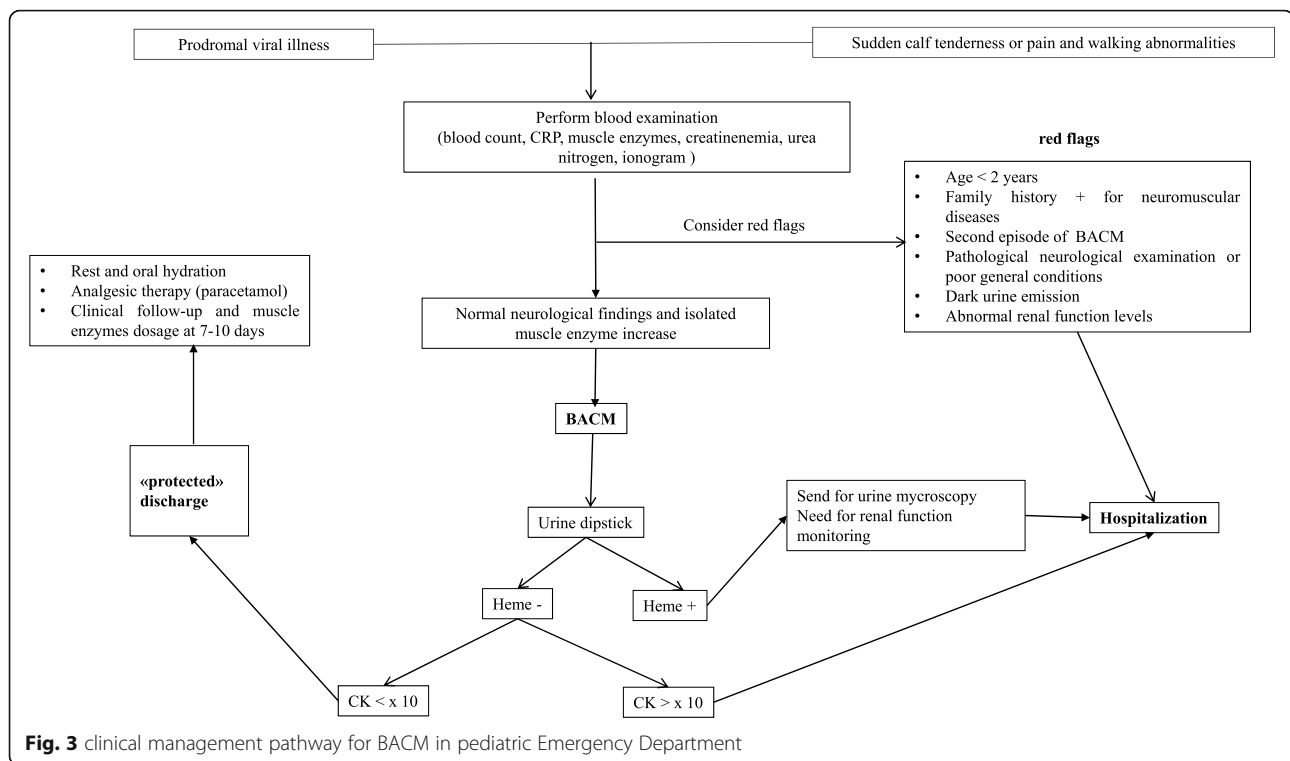 Prodromal viral illness
Sudden calf tenderness or pain and walking abnormalities
Perform blood examination
(blood count, CRP, muscle enzymes, creatinenemia, urea
nitrogen, ionogram )
red flags
• Age < 2 years
• Family history + for neuromuscular
diseases
• Second episode of BACM
• Pathological neurological examination or
poor general conditions
• Dark urine emission
• Abnormal renal function levels
Consider red flags
• Rest and oral hydration
• Analgesic therapy (paracetamol)
• Clinical follow-up and muscle
enzymes dosage at 7-10 days
Normal neurological findings and isolated
muscle enzyme increase
BACM
«protected»
discharge
Urine dipstick
Send for urine mycroscopy
Need for renal function
monitoring
Hospitalization
Heme -
Heme +
CK < x 10
CK > x 10
Fig. 3 clinical management pathway for BACM in pediatric Emergency Department